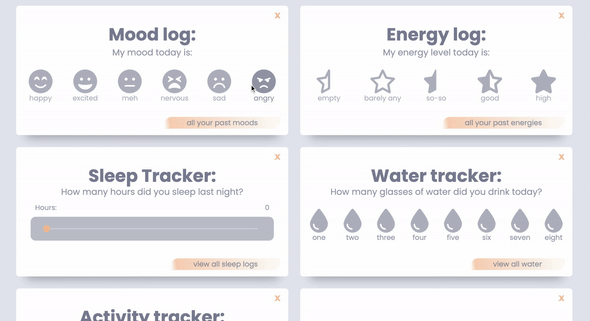 x
Mood log:
My mood today is:
happy excited meh nervous sad angry
all your past moods
x
Energy log:
My energy level today is:
empty barely any so-so good high
all your past energies
x
Sleep Tracker:
How many hours did you sleep last night?
Hours: 0
view all sleep logs
x
Water tracker:
How many glasses of water did you drink today?
one two three four five six seven eight
view all water
x
Activity tracker:
x